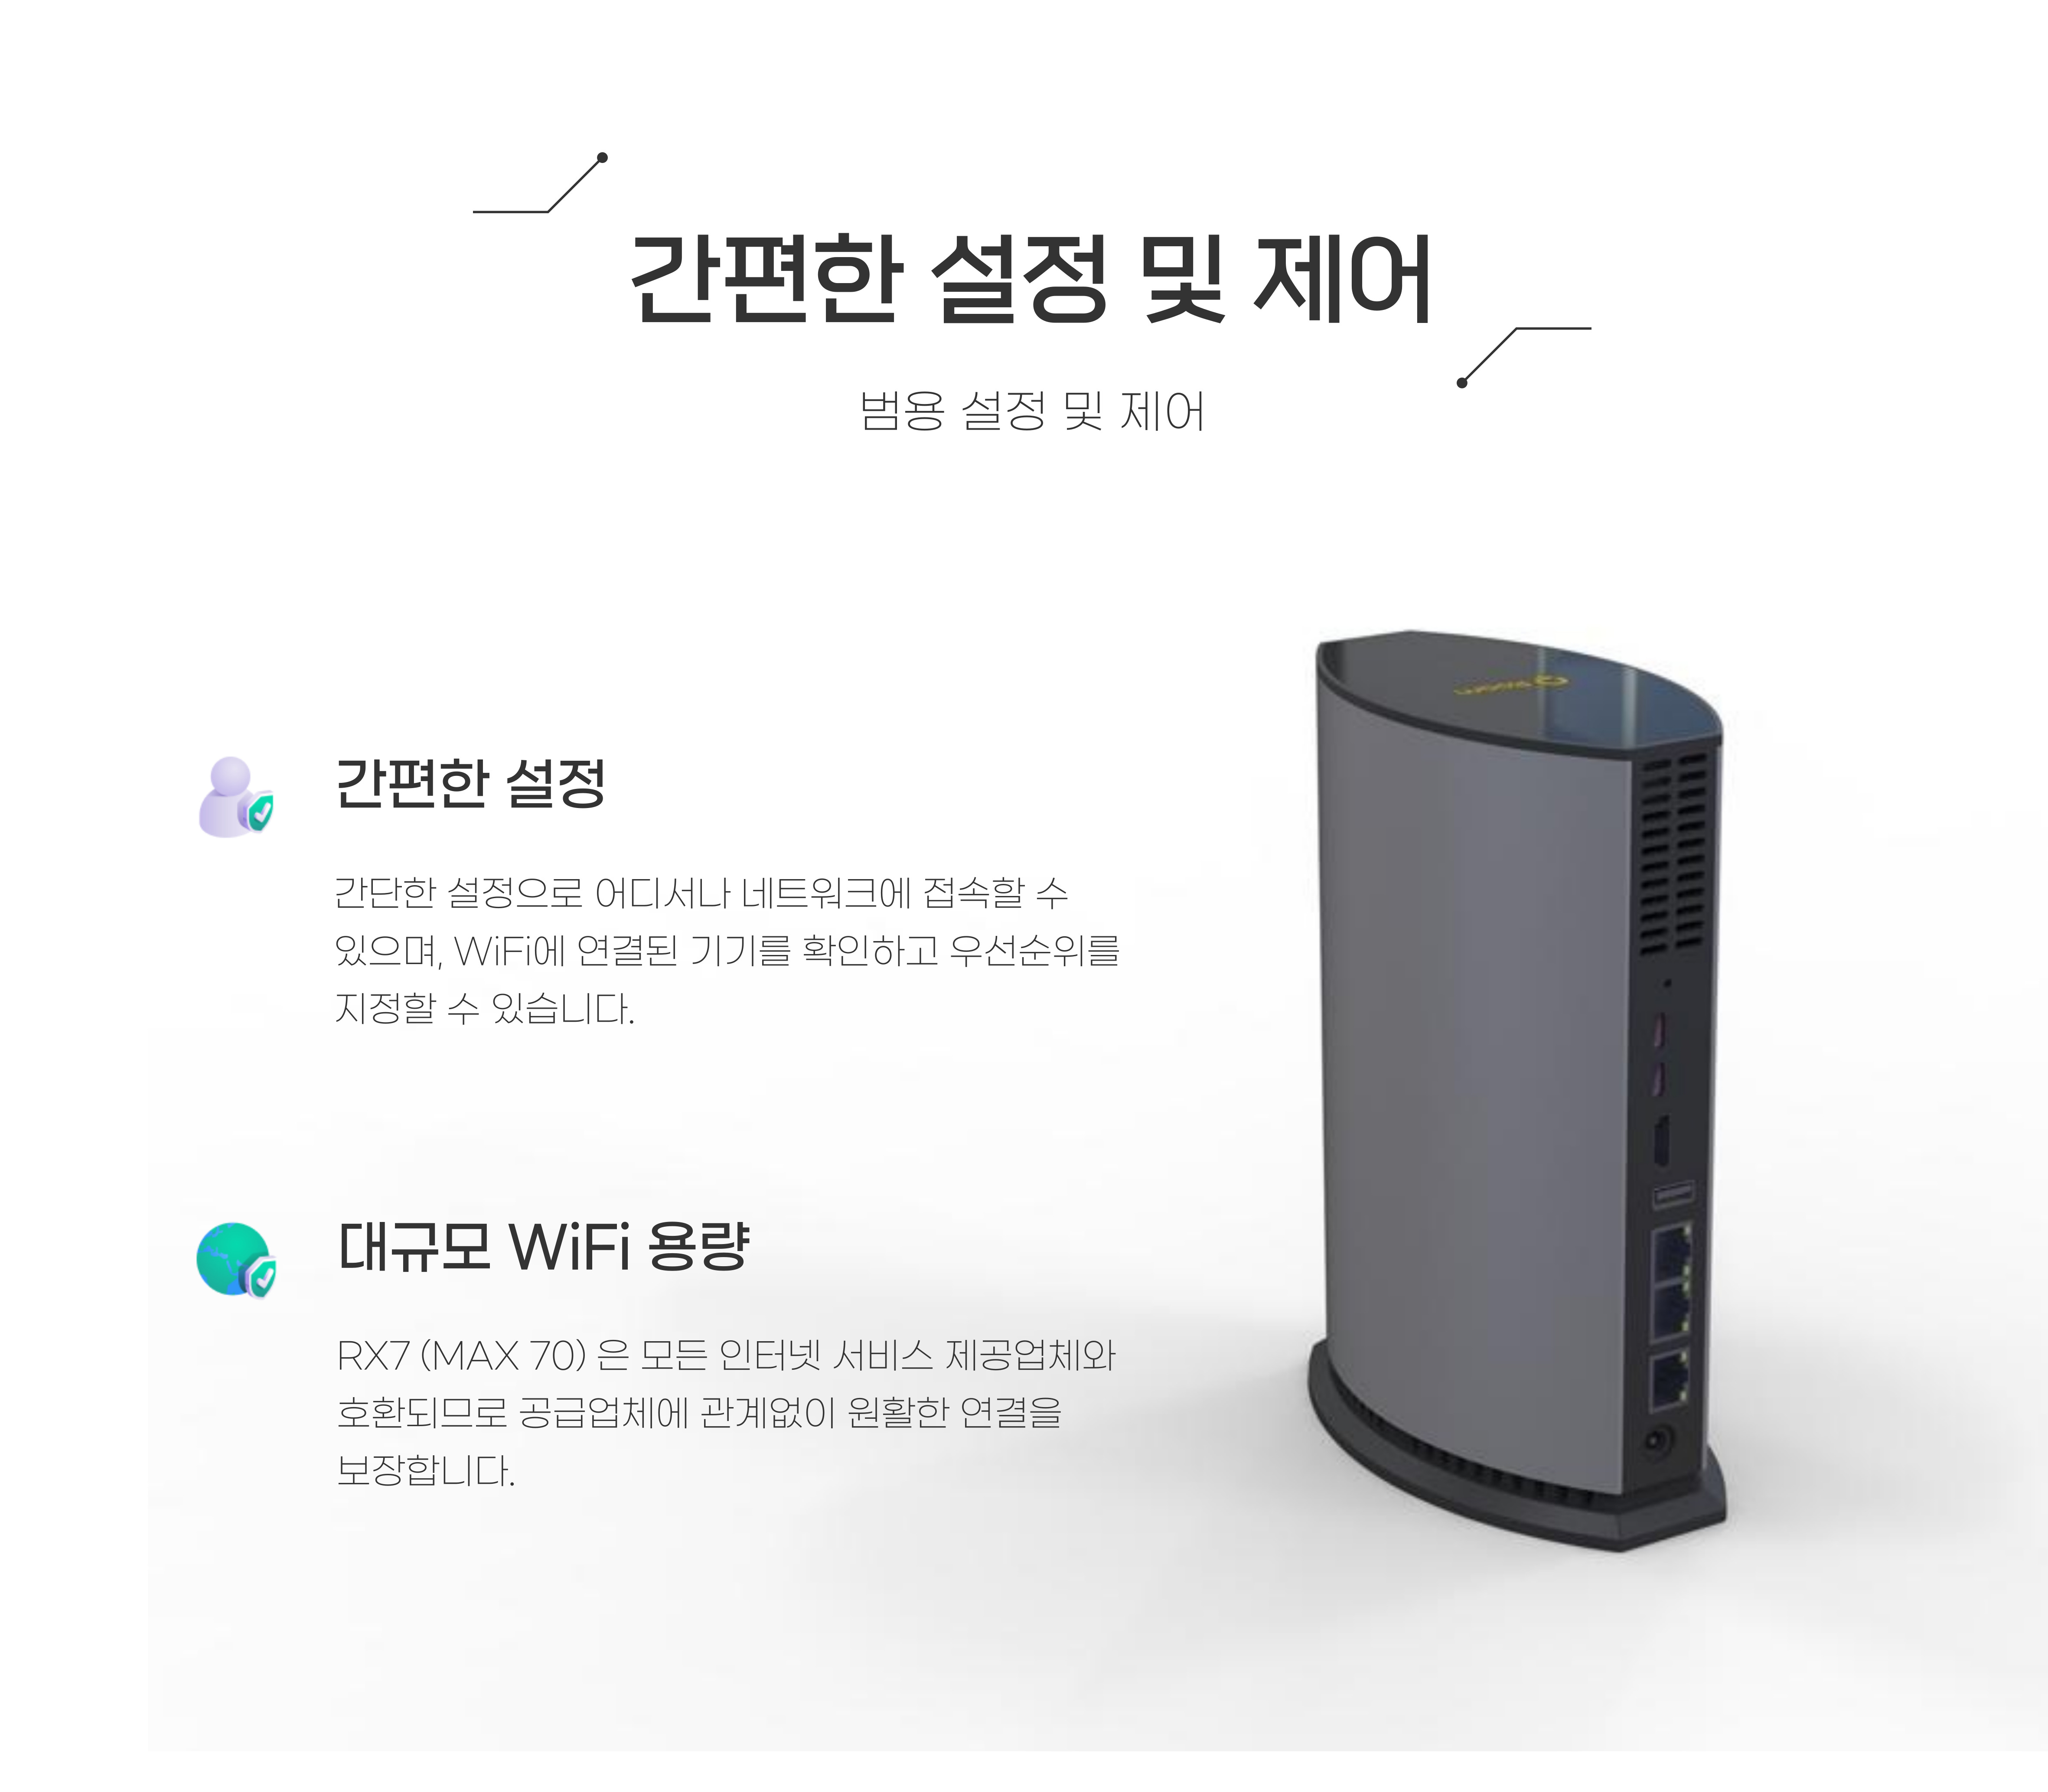 간편한 설정 및 제어
범용 설정 및 제어
간편한 설정
간단한 설정으로 어디서나 네트워크에 접속할 수
있으며, WiFi에 연결된 기기를 확인하고 우선순위를
지정할 수 있습니다.
대규모 WiFi 용량
RX7 (MAX 70) 은 모든 인터넷 서비스 제공업체와
호환되므로 공급업체에 관계없이 원활한 연결을
보장합니다.